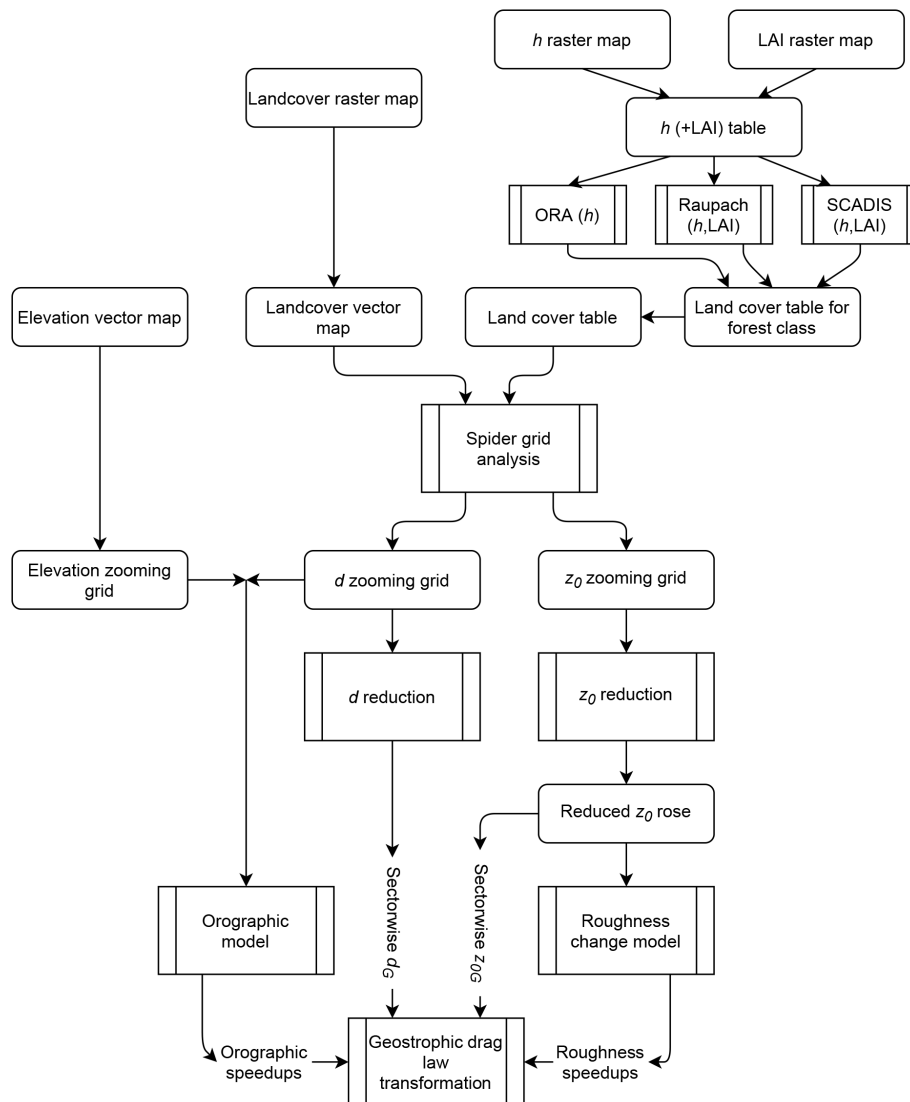 h raster map
LAI raster map
Landcover raster map
h (+LAI) table
ORA (h)
Raupach
(h,LAI)
SCADIS
(h,LAI)
Elevation vector map
Landcover vector
map
Land cover table
Land cover table for
forest class
Spider grid
analysis
Elevation zooming
grid
d zooming grid
z0 zooming grid
d reduction
z0 reduction
Reduced z0 rose
Sectorwise dG
Sectorwise z0G
Orographic
model
Roughness
change model
Orographic
speedups
Geostrophic drag
law
transformation
Roughness
speedups